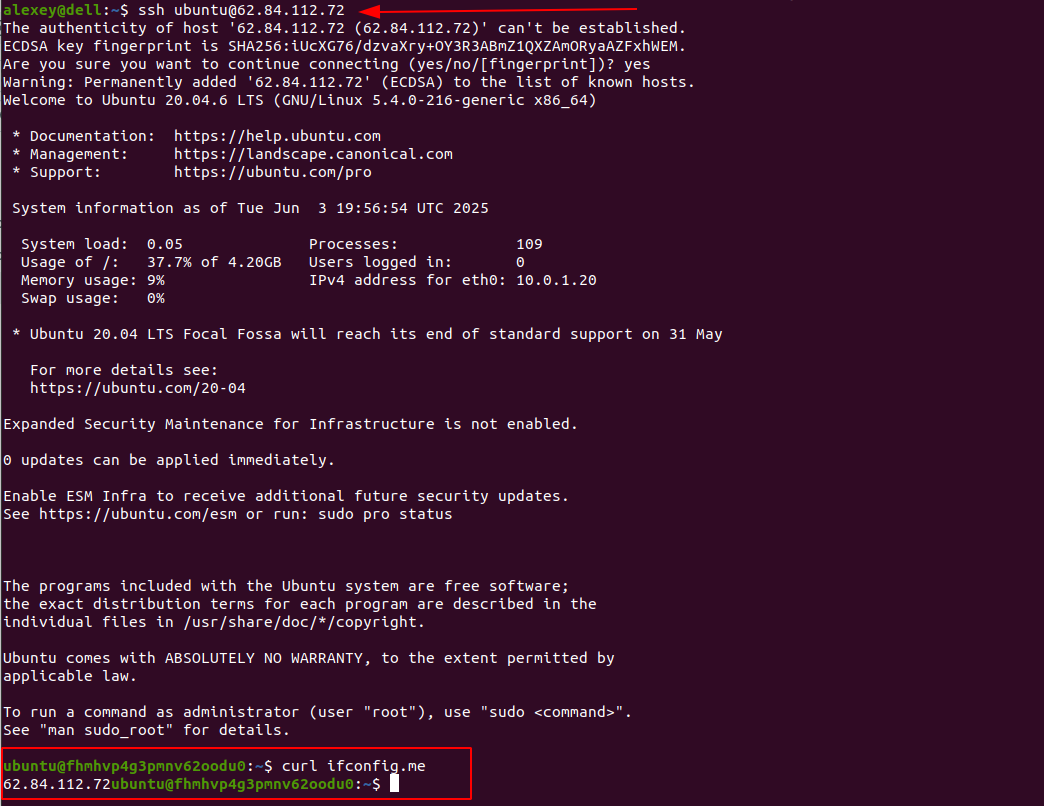 alexey@dell:~$ ssh ubuntu@62.84.112.72
The authenticity of host '62.84.112.72 (62.84.112.72)' can't be established.
ECDSA key fingerprint is SHA256:iUcXG76/dzvaXry+OY3R3ABmZ1QXZAmORyaAZFxhWEM.
Are you sure you want to continue connecting (yes/no/[fingerprint])? yes
Warning: Permanently added '62.84.112.72' (ECDSA) to the list of known hosts.
Welcome to Ubuntu 20.04.6 LTS (GNU/Linux 5.4.0-216-generic x86_64)

 * Documentation:  https://help.ubuntu.com
 * Management:     https://landscape.canonical.com
 * Support:        https://ubuntu.com/pro

 System information as of Tue Jun  3 19:56:54 UTC 2025

  System load:  0.05              Processes:             109
  Usage of /:   37.7% of 4.20GB   Users logged in:       0
  Memory usage: 9%                IPv4 address for eth0: 10.0.1.20
  Swap usage:   0%

 * Ubuntu 20.04 LTS Focal Fossa will reach its end of standard support on 31 May

   For more details see:
   https://ubuntu.com/20-04

Expanded Security Maintenance for Infrastructure is not enabled.

0 updates can be applied immediately.

Enable ESM Infra to receive additional future security updates.
See https://ubuntu.com/esm or run: sudo pro status

The programs included with the Ubuntu system are free software;
the exact distribution terms for each program are described in the
individual files in /usr/share/doc/*/copyright.

Ubuntu comes with ABSOLUTELY NO WARRANTY, to the extent permitted by
applicable law.

To run a command as administrator (user "root"), use "sudo <command>".
See "man sudo_root" for details.

ubuntu@fhmhvp4g3pmnv62oodu0:~$ curl ifconfig.me
62.84.112.72ubuntu@fhmhvp4g3pmnv62oodu0:~$